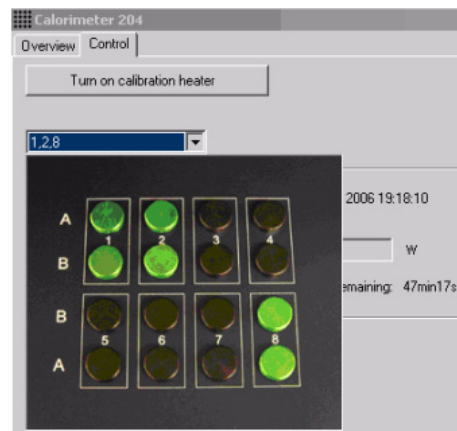 Calorimeter 204
Overview Control
Turn on calibration heater
1,2,8
2006 19:18:10
W
emaining: 47min17s
A
1 2 3 4
B
B
5 6 7 8
A